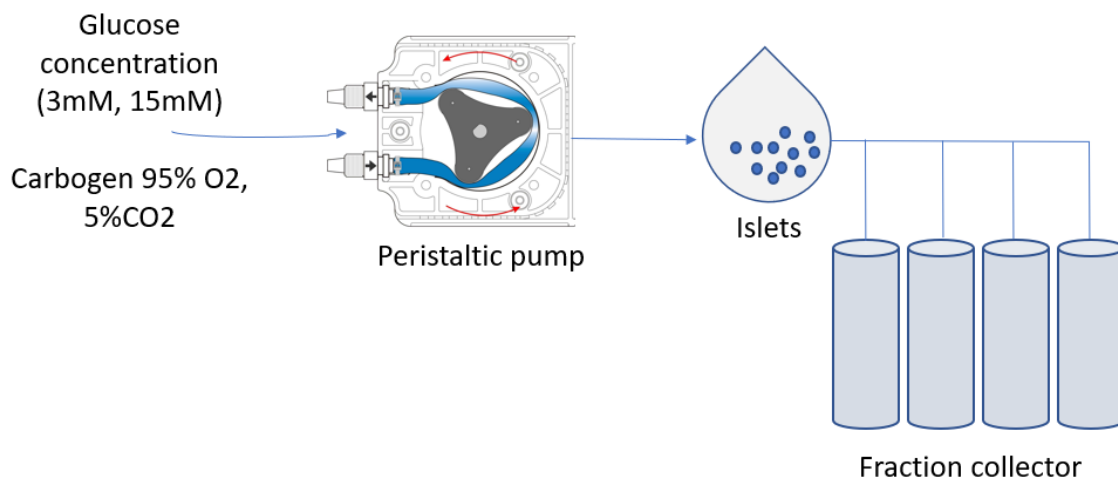 Glucose
concentration
(3mM, 15mM)
Carbogen 95% O2,
5%CO2
Peristaltic pump
Islets
Fraction collector